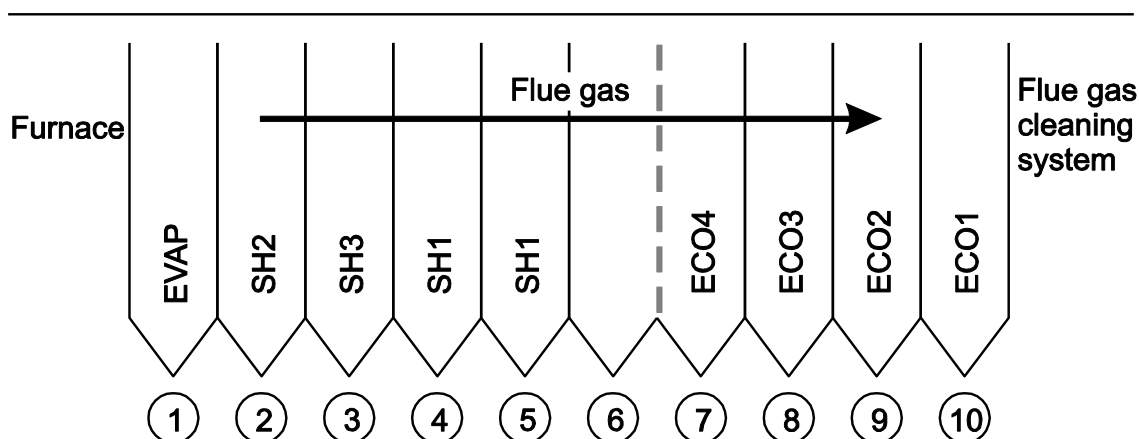 Flue gas
Furnace
Flue gas
cleaning
system
EVAP
SH2
SH3
SH1
SH1
ECO4
ECO3
ECO2
ECO1
1 2 3 4 5 6 7 8 9 10